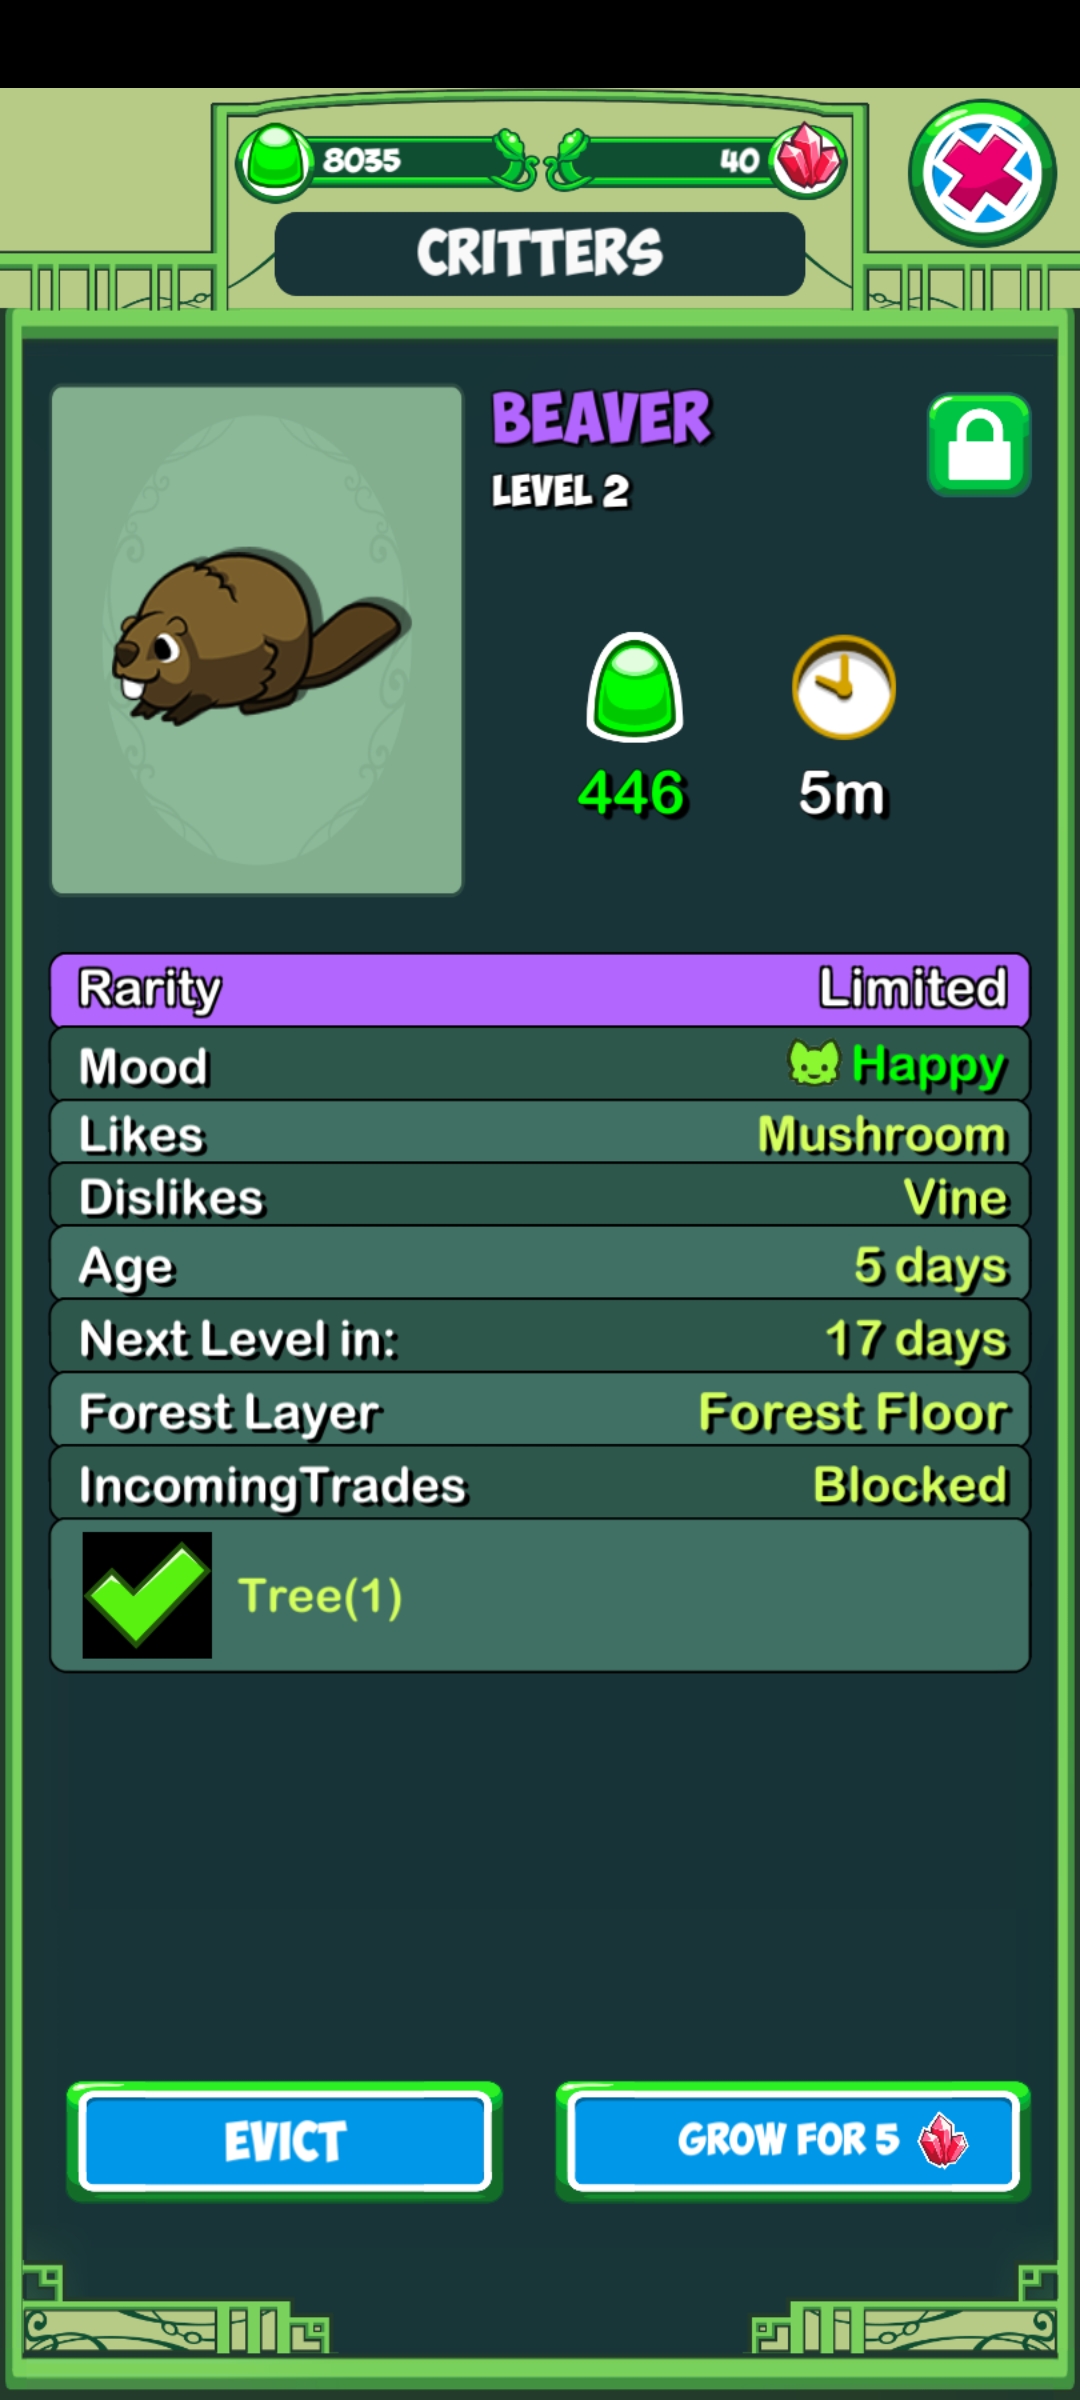 8035 40
CRITTERS
BEAVER
LEVEL 2
446 5m
Rarity Limited
Mood Happy
Likes Mushroom
Dislikes Vine
Age 5 days
Next Level in: 17 days
Forest Layer Forest Floor
IncomingTrades Blocked
Tree(1)
EVICT GROW FOR 5